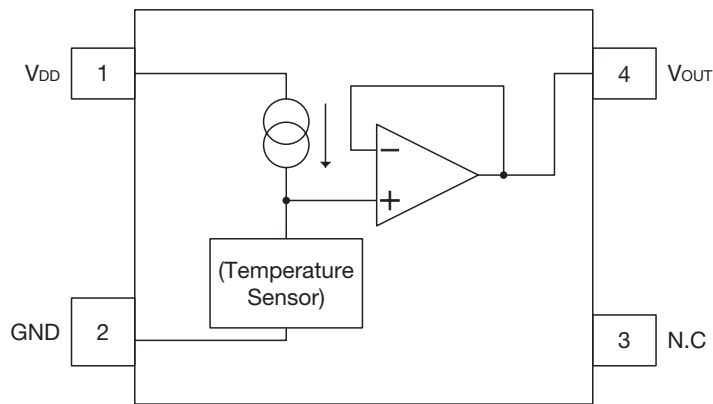 VDD 1
4 VOUT
−
+
(Temperature
Sensor)
GND 2
3 N.C